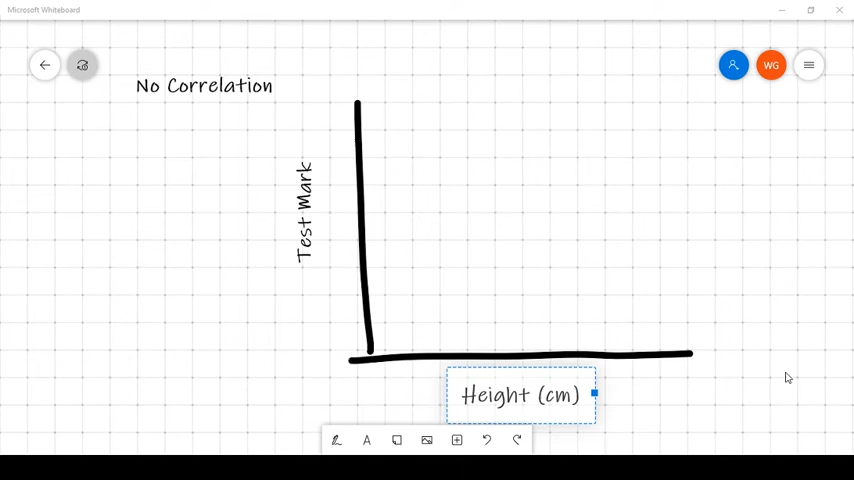 Microsoft Whiteboard
No Correlation
WG
Test Mark
Height (cm)
A